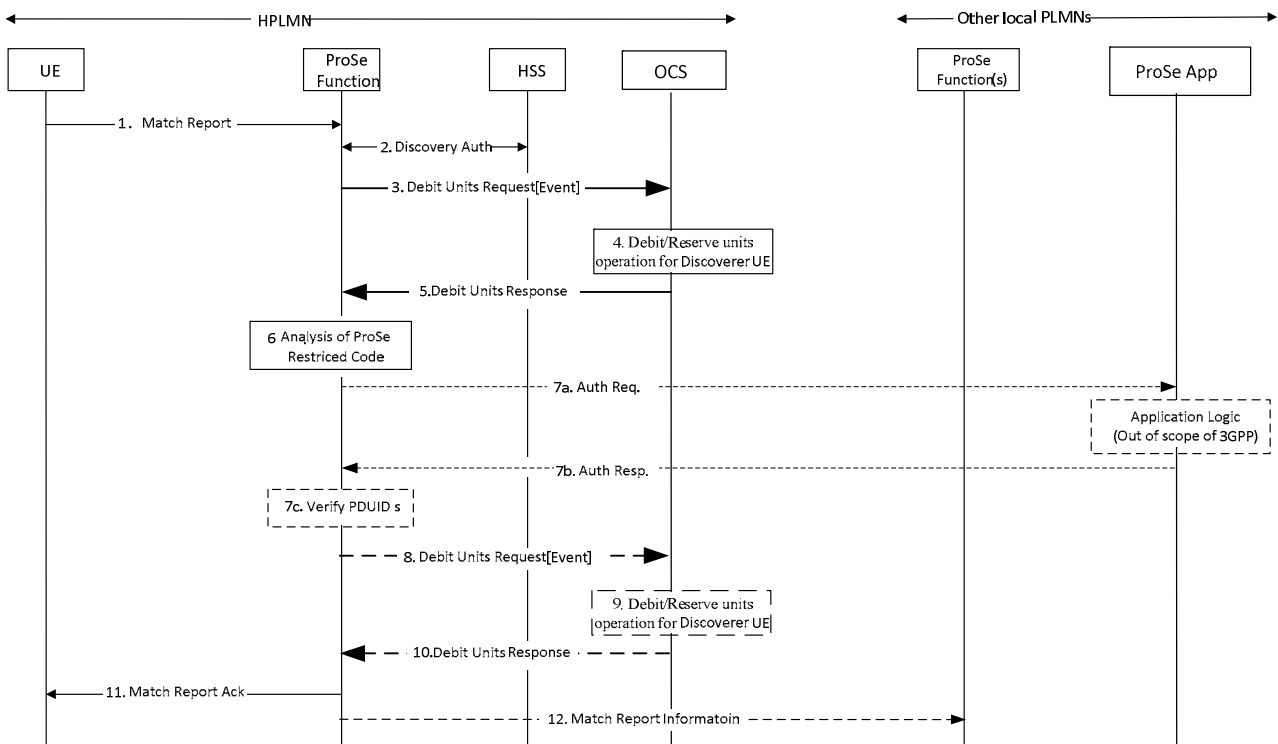 HPLMN
Other local PLMNs
UE
ProSe
Function
HSS
OCS
ProSe
Function(s)
ProSe App
1. Match Report
2. Discovery Auth
3. Debit Units Request[Event]
4. Debit/Reserve units
operation for Discoverer UE
5.Debit Units Response
6 Analysis of ProSe
Restriced Code
7a. Auth Req.
Application Logic
(Out of scope of 3GPP)
7b. Auth Resp.
7c. Verify PDUID s
8. Debit Units Request[Event]
9. Debit/Reserve units
operation for Discoverer UE
10.Debit Units Response
11. Match Report Ack
12. Match Report Informatoin